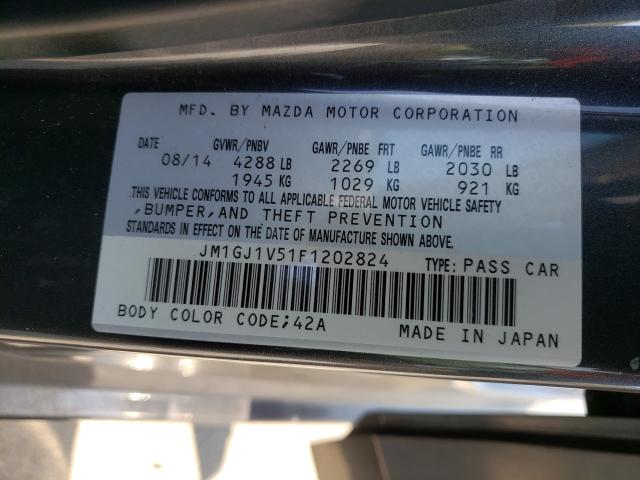 MFD. BY MAZDA MOTOR CORPORATION
DATE GVWR/PNBV GAWR/PNBE FRT GAWR/PNBE RR
08/14 4288 LB 2269 LB 2030 LB
1945 KG 1029 KG 921 KG
THIS VEHICLE CONFORMS TO ALL APPLICABLE FEDERAL MOTOR VEHICLE SAFETY
,BUMPER,AND THEFT PREVENTION
STANDARDS IN EFFECT ON THE DATE OF MANUFACTURE SHOWN ABOVE.
JM1GJ1V51F1202824 TYPE: PASS CAR
BODY COLOR CODE;42A MADE IN JAPAN